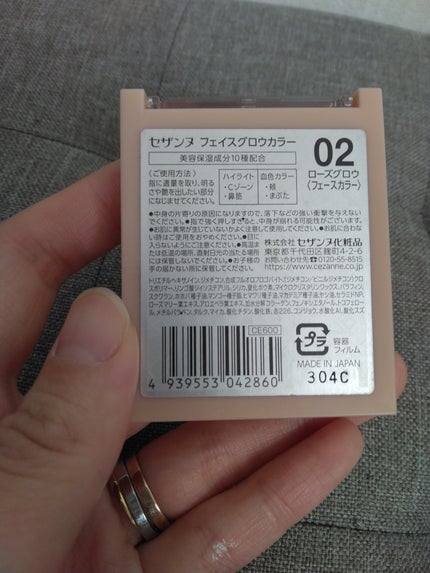 セザンヌ フェイスグロウカラー
美容保湿成分10種配合
02
ローズグロウ
〈フェースカラー〉
〈ご使用方法〉
指に適量を取り、明る
さや艶を出したい部分
になじませてください。
ハイライト
・Cゾーン
・鼻筋
血色カラー
・頰
・まぶた
●中身の片寄りの原因になりますので、落下などの強い衝撃を与えない
でください。●指で強く押しすぎると、中身が崩れる可能性がございます。
●お肌に異常が生じていないかよく注意して使用してください。●お肌に合わな
い時はご使用をおやめください。●目に
入らないようにご注意ください。●高温ま
たは低温の場所、直射日光の当たる場所
には保管しないでください。●お子様の
手の届かない所に保管してください。
株式会社 セザンヌ化粧品
東京都千代田区麹町4-2-6
お問い合わせ先 0120-55-8515
https://www.cezanne.co.jp
CE600
4 939553 042860
プラ
容器
フィルム
MADE IN JAPAN
304C